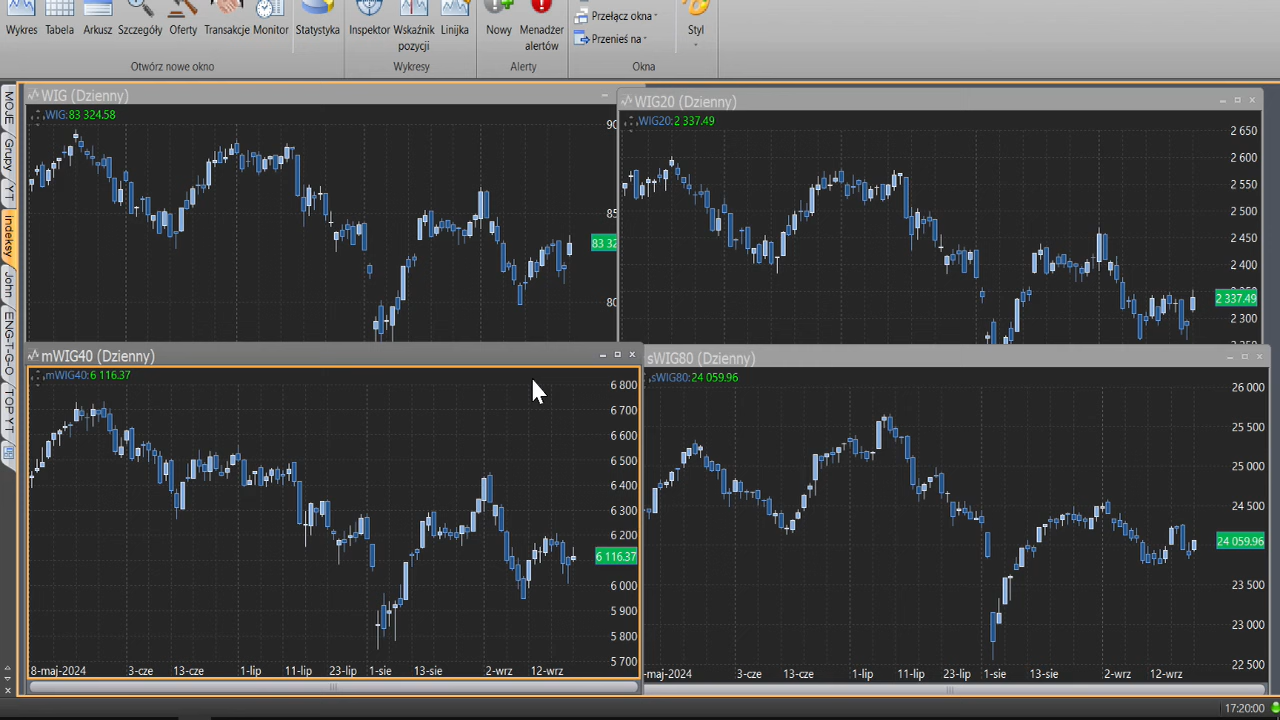 Wykres Tabela Arkusz Szczegóły Oferty Transakcje Monitor Statystyka
Inspektor Wskaźnik pozycji Linijka
Nowy Menadżer alertów
Przełącz okna
Przenieś na
Styl
Otwórz nowe okno
Wykresy
Alerty
Okna
MOJE
Grupy
YT
indeksy
John
ENG-T-G-O
TOP YT
WIG (Dzienny)
WIG:83 324.58
90
85
83 32
80
WIG20 (Dzienny)
WIG20:2 337.49
2 650
2 600
2 550
2 500
2 450
2 400
2 350
2 337.49
2 300
mWIG40 (Dzienny)
mWIG40:6 116.37
6 800
6 700
6 600
6 500
6 400
6 300
6 200
6 116.37
6 000
5 900
5 800
5 700
8-maj-2024 3-cze 13-cze 1-lip 11-lip 23-lip 1-sie 13-sie 2-wrz 12-wrz
sWIG80 (Dzienny)
sWIG80:24 059.96
26 000
25 500
25 000
24 500
24 059.96
23 500
23 000
22 500
-maj-2024 3-cze 13-cze 1-lip 11-lip 23-lip 1-sie 13-sie 2-wrz 12-wrz
17:20:00